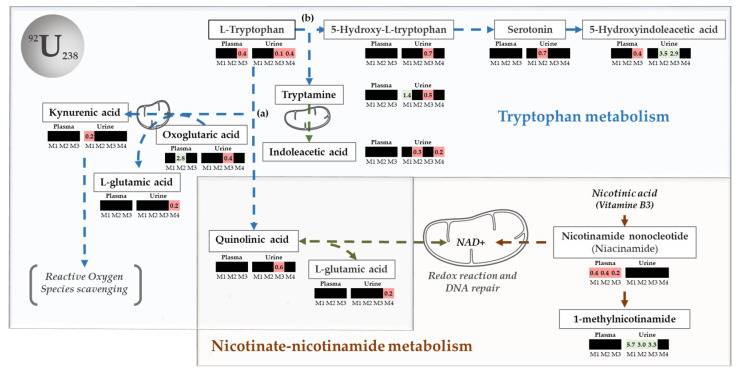 92 U 238
(b)
L-Tryptophan
Plasma Urine
0.4 0.1 0.4
M1 M2 M3 M1 M2 M3 M4
5-Hydroxy-L-tryptophan
Plasma Urine
0.7
M1 M2 M3 M1 M2 M3 M4
Serotonin
Plasma Urine
0.7
M1 M2 M3 M1 M2 M3 M4
5-Hydroxyindoleacetic acid
Plasma Urine
0.4 3.5 2.9
M1 M2 M3 M1 M2 M3 M4
Tryptamine
Plasma Urine
1.4 0.5
M1 M2 M3 M1 M2 M3 M4
Tryptophan metabolism
(a)
Kynurenic acid
Plasma Urine
0.2
M1 M2 M3 M1 M2 M3 M4
Oxoglutaric acid
Plasma Urine
2.8 0.4
M1 M2 M3 M1 M2 M3 M4
Indoleacetic acid
Plasma Urine
0.5 0.2
M1 M2 M3 M1 M2 M3 M4
L-glutamic acid
Plasma Urine
0.2
M1 M2 M3 M1 M2 M3 M4
Nicotinic acid
(Vitamine B3)
Quinolinic acid
Plasma Urine
0.6
M1 M2 M3 M1 M2 M3 M4
NAD+
Nicotinamide nonocleotide
(Niacinamide)
Plasma Urine
0.4 0.2
M1 M2 M3 M1 M2 M3 M4
L-glutamic acid
Plasma Urine
0.2
M1 M2 M3 M1 M2 M3 M4
Redox reaction and
DNA repair
Reactive Oxygen
Species scavenging
1-methylnicotinamide
Plasma Urine
5.7 3.0 3.3
M1 M2 M3 M1 M2 M3 M4
Nicotinate-nicotinamide metabolism